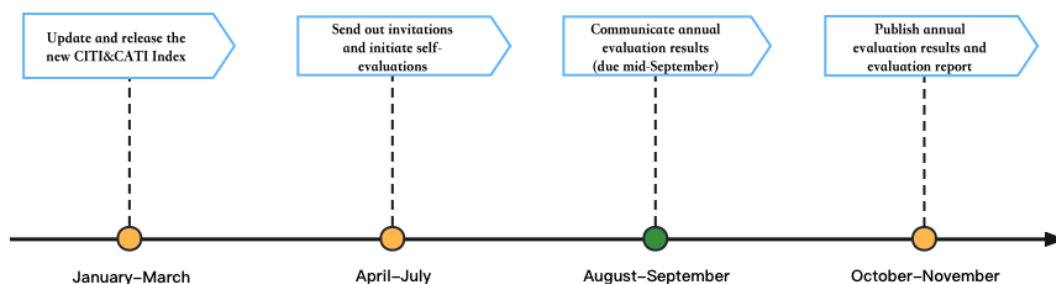 Update and release the
new CITI&CATI Index
Send out invitations
and initiate self-
evaluations
Communicate annual
evaluation results
(due mid-September)
Publish annual
evaluation results and
evaluation report
January–March
April–July
August–September
October–November